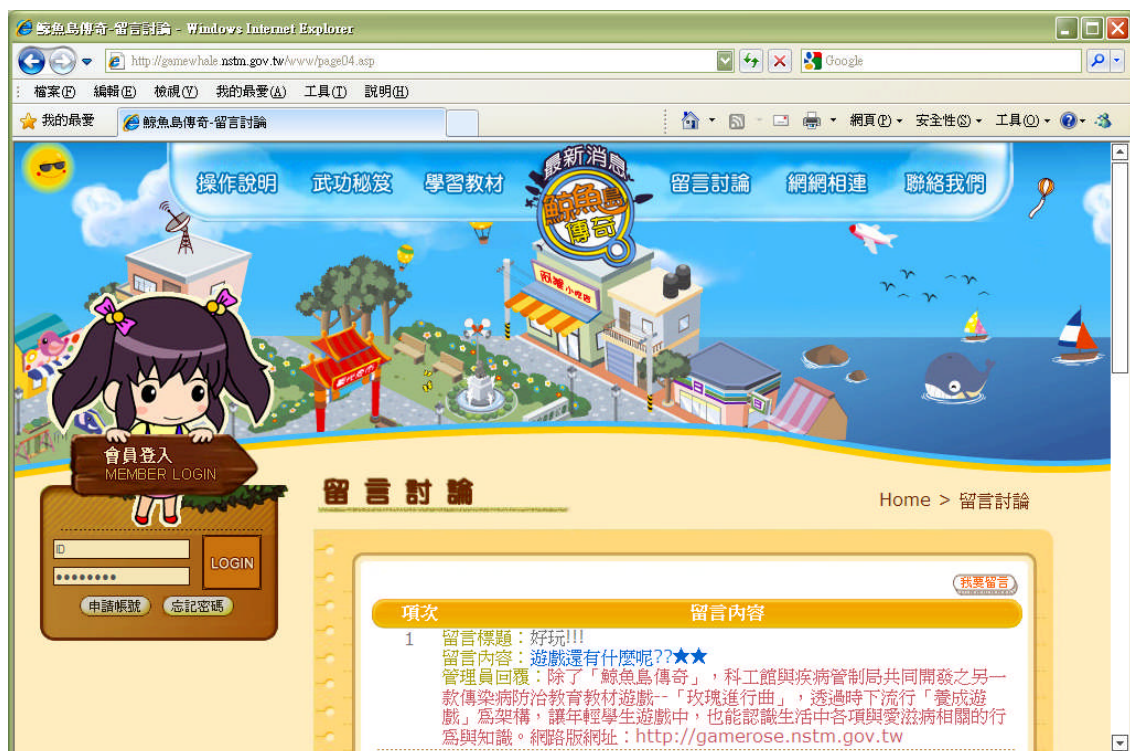 鯨魚島傳奇-留言討論 - Windows Internet Explorer
http://gamewhale.nstm.gov.tw/www/page04.asp
Google
檔案(F) 編輯(E) 檢視(V) 我的最愛(A) 工具(T) 說明(H)
我的最愛 鯨魚島傳奇-留言討論 網頁(P) 安全性(S) 工具(O)
操作說明 武功秘笈 學習教材 最新消息 留言討論 網網相連 聯絡我們
鯨魚島
傳奇
小吃店
會員登入
MEMBER LOGIN
留言討論
Home > 留言討論
ID
LOGIN
申請帳號 忘記密碼
我要留言
項次 留言內容
1 留言標題：好玩!!!
留言內容：遊戲還有什麼呢??★★
管理員回覆：除了「鯨魚島傳奇」，科工館與疾病管制局共同開發之另一
款傳染病防治教育教材遊戲--「玫瑰進行曲」，透過時下流行「養成遊
戲」為架構，讓年輕學生遊戲中，也能認識生活中各項與愛滋病相關的行
為與知識。網路版網址：http://gamerose.nstm.gov.tw